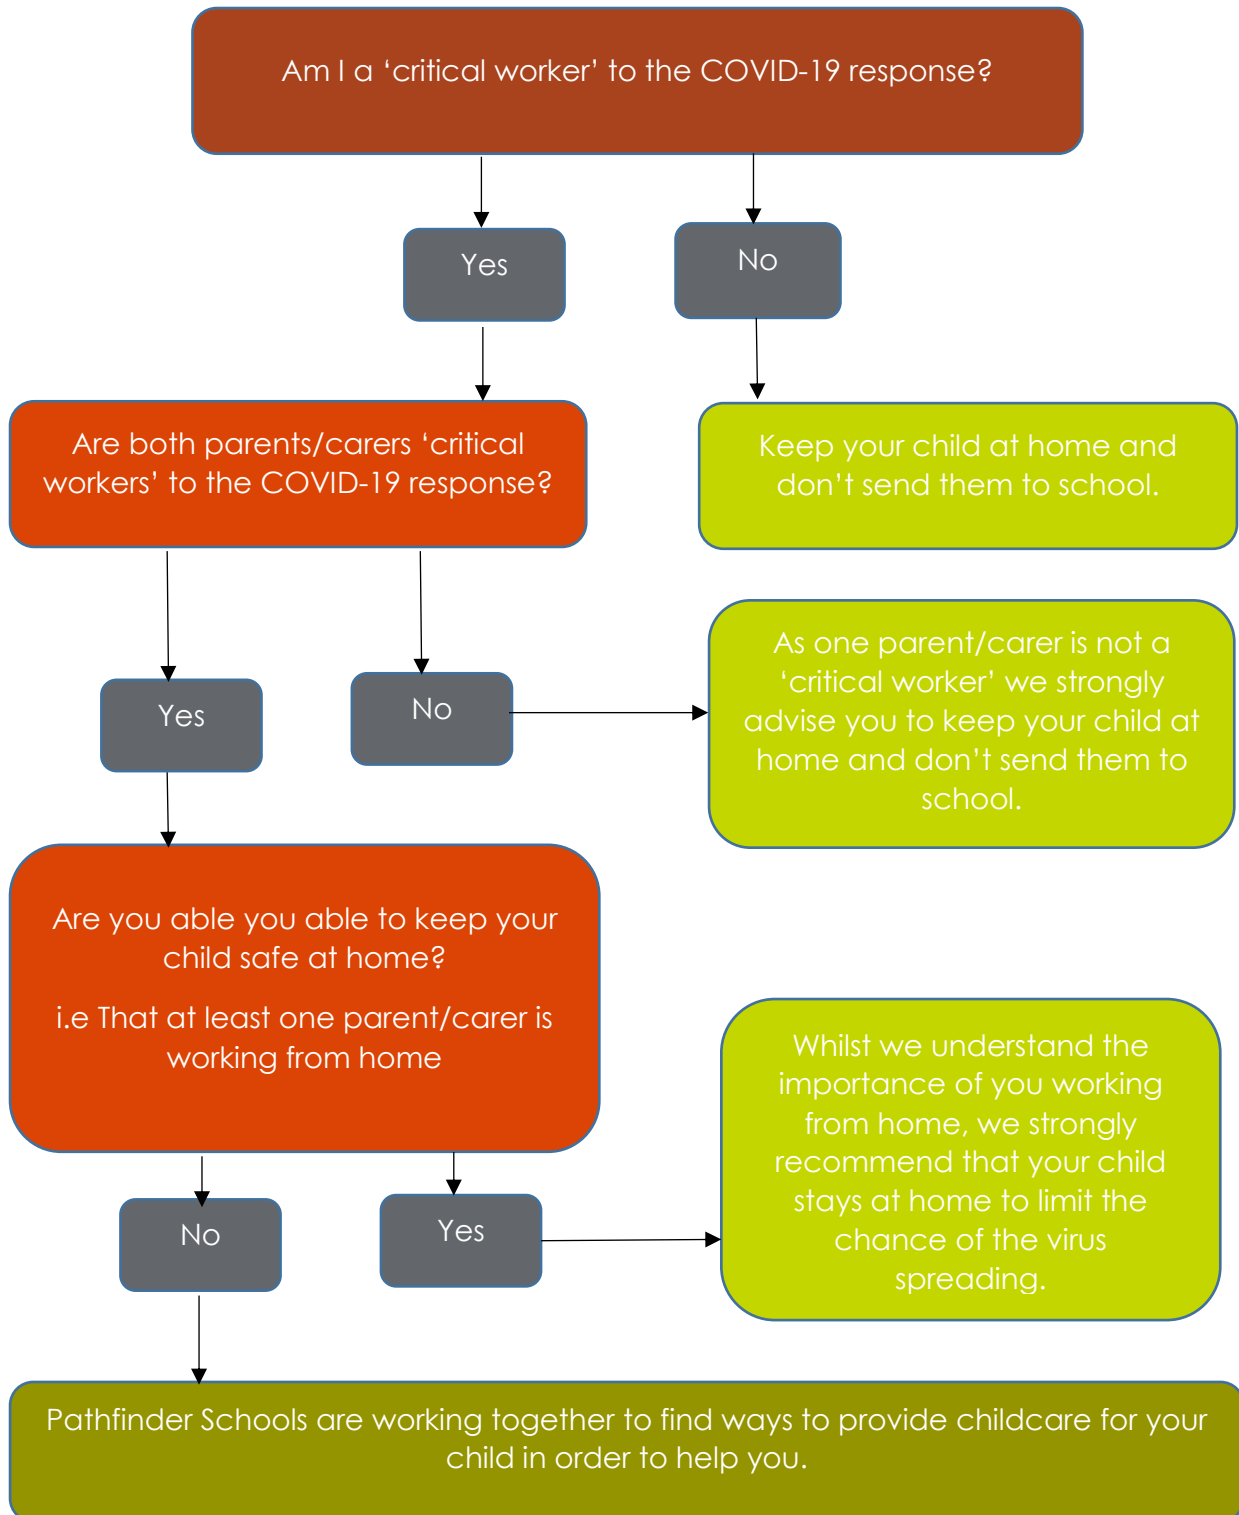 Am I a ‘critical worker’ to the COVID-19 response?
Yes
No
Are both parents/carers ‘critical
workers’ to the COVID-19 response?
Keep your child at home and
don’t send them to school.
Yes
No
As one parent/carer is not a
‘critical worker’ we strongly
advise you to keep your child at
home and don’t send them to
school.
Are you able you able to keep your
child safe at home?
i.e That at least one parent/carer is
working from home
No
Yes
Whilst we understand the
importance of you working
from home, we strongly
recommend that your child
stays at home to limit the
chance of the virus
spreading.
Pathfinder Schools are working together to find ways to provide childcare for your
child in order to help you.